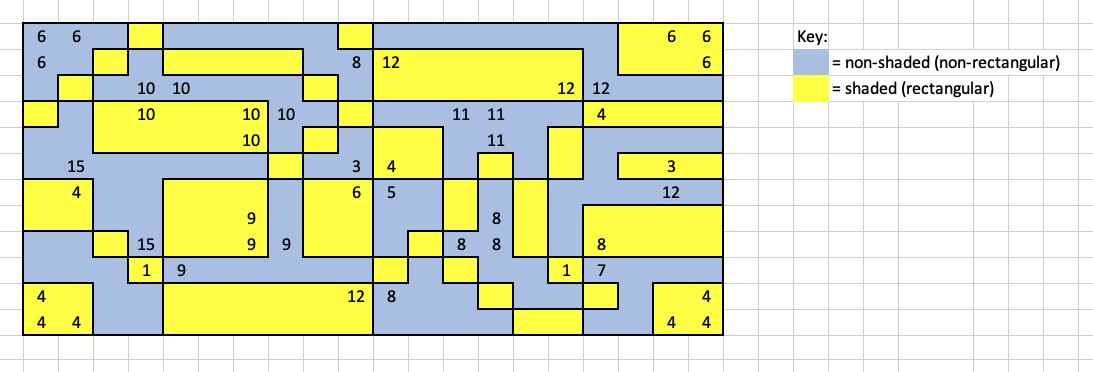 6 6 6 6 Key:
6 8 12 6 = non-shaded (non-rectangular)
10 10 12 12 = shaded (rectangular)
10 10 10 11 11 4
10 11
15 3 4 3
4 6 5 12
9 8
15 9 9 8 8 8
1 9 1 7
4 12 8 4
4 4 4 4